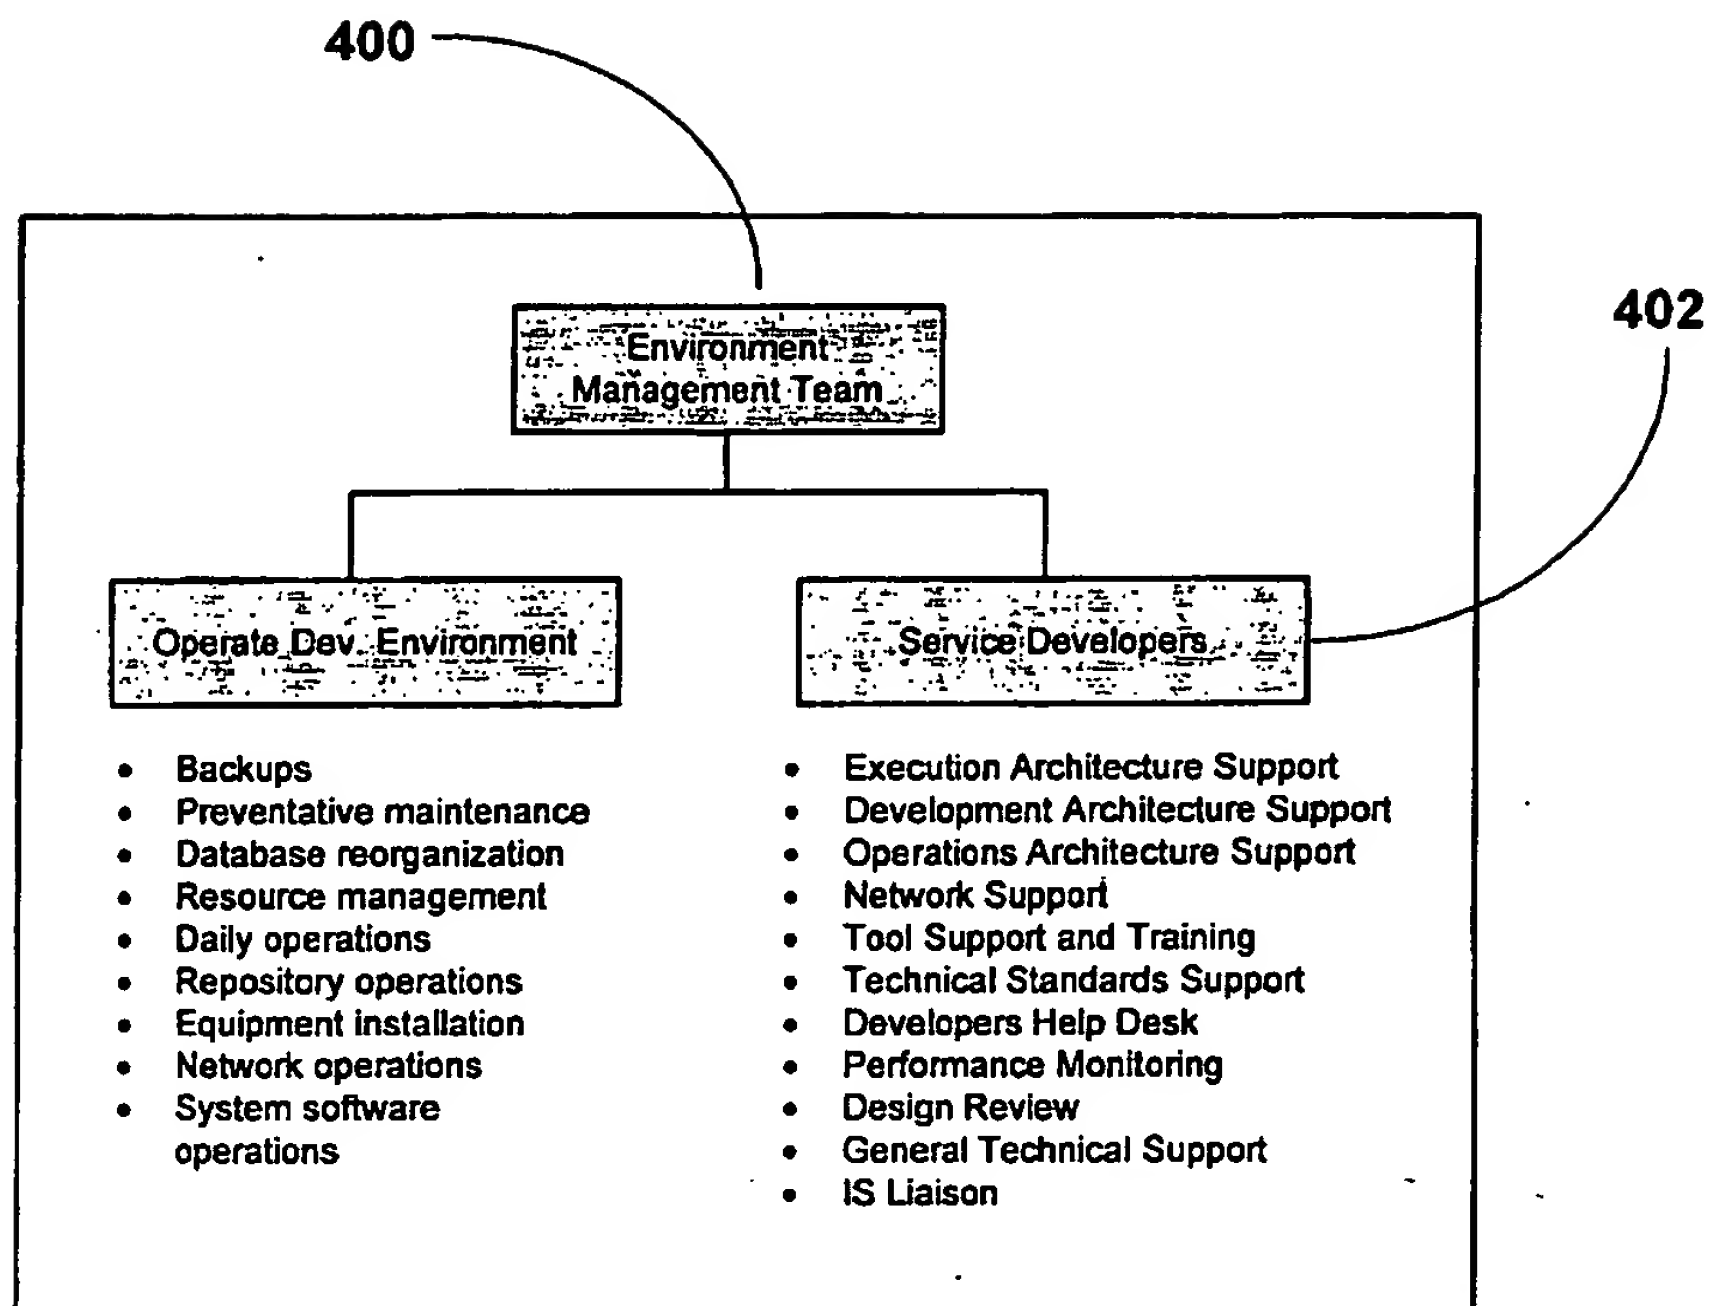 400
402
Environment
Management Team
Operate Dev. Environment
Service Developers
• Backups
• Preventative maintenance
• Database reorganization
• Resource management
• Daily operations
• Repository operations
• Equipment installation
• Network operations
• System software
operations
• Execution Architecture Support
• Development Architecture Support
• Operations Architecture Support
• Network Support
• Tool Support and Training
• Technical Standards Support
• Developers Help Desk
• Performance Monitoring
• Design Review
• General Technical Support
• IS Liaison